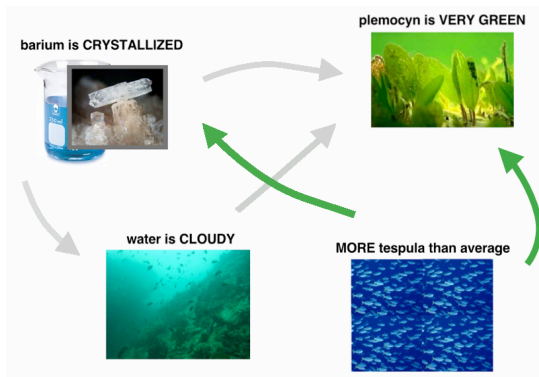 plemocyn is VERY GREEN
barium is CRYSTALLIZED
water is CLOUDY
MORE tespula than average